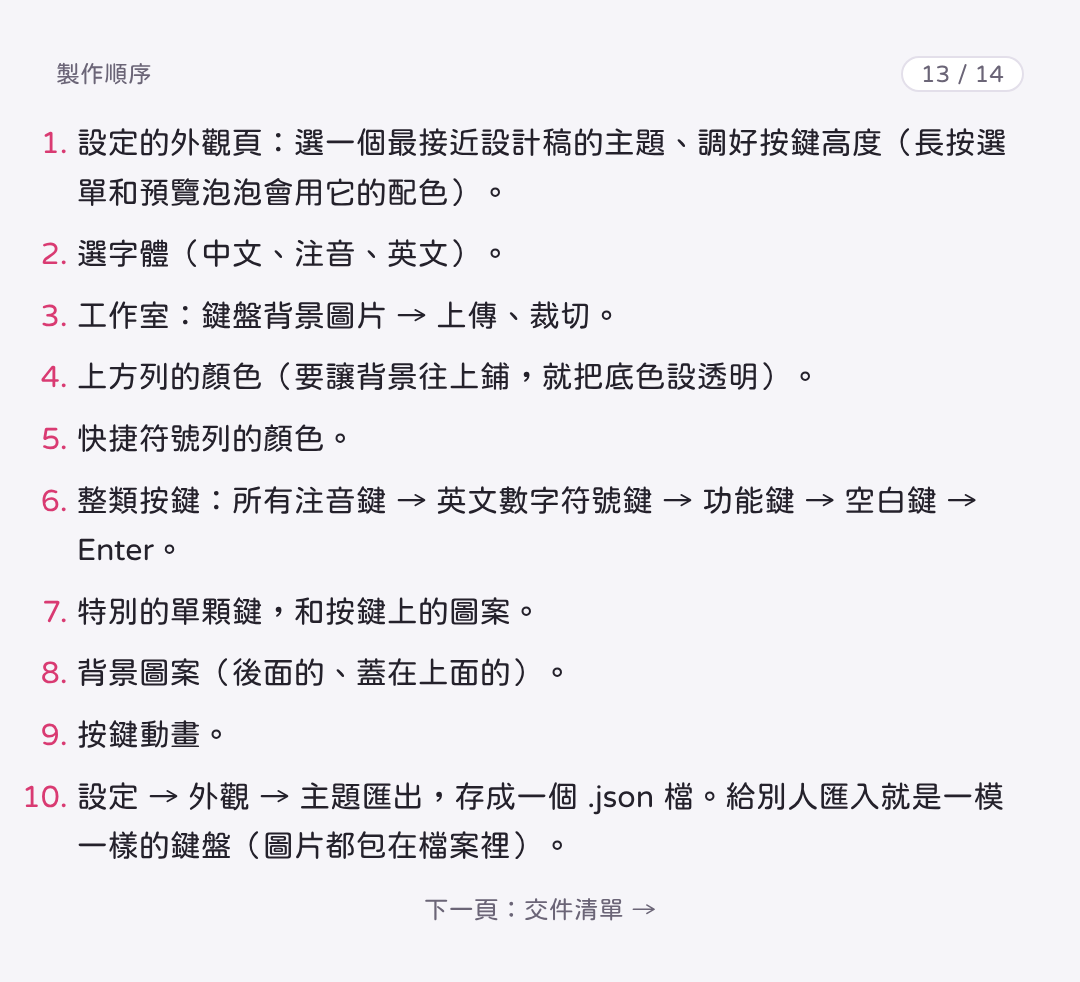 製作順序
13 / 14
1. 設定的外觀頁：選一個最接近設計稿的主題、調好按鍵高度（長按選
單和預覽泡泡會用它的配色）。
2. 選字體（中文、注音、英文）。
3. 工作室：鍵盤背景圖片 → 上傳、裁切。
4. 上方列的顏色（要讓背景往上鋪，就把底色設透明）。
5. 快捷符號列的顏色。
6. 整類按鍵：所有注音鍵 → 英文數字符號鍵 → 功能鍵 → 空白鍵 →
Enter。
7. 特別的單顆鍵，和按鍵上的圖案。
8. 背景圖案（後面的、蓋在上面的）。
9. 按鍵動畫。
10. 設定 → 外觀 → 主題匯出，存成一個 .json 檔。給別人匯入就是一模
一樣的鍵盤（圖片都包在檔案裡）。
下一頁：交件清單 →